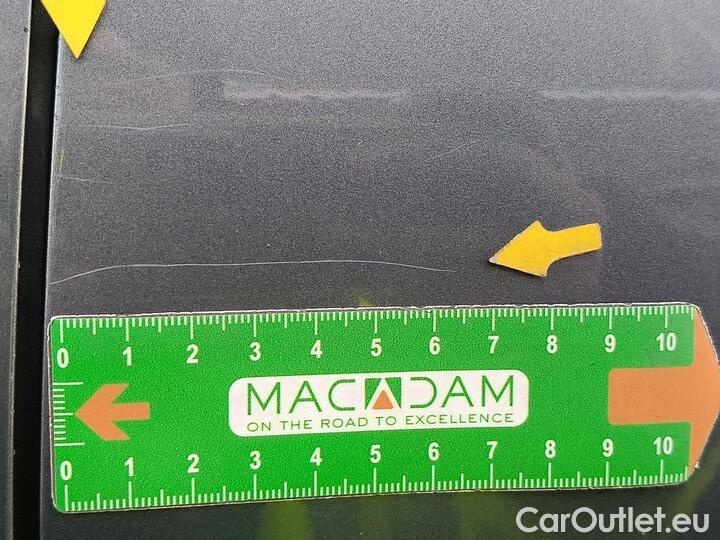 0 1 2 3 4 5 6 7 8 9 10
MACADAM
ON THE ROAD TO EXCELLENCE
0 1 2 3 4 5 6 7 8 9 10
CarOutlet.eu